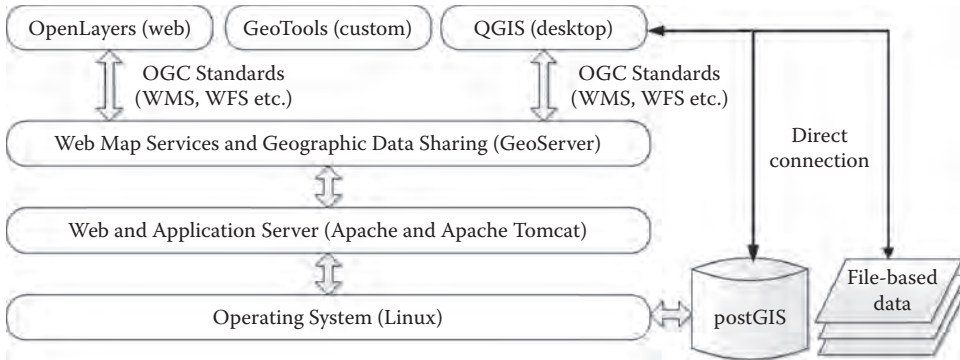 OpenLayers (web)
GeoTools (custom)
QGIS (desktop)
OGC Standards
(WMS, WFS etc.)
OGC Standards
(WMS, WFS etc.)
Web Map Services and Geographic Data Sharing (GeoServer)
Direct
connection
Web and Application Server (Apache and Apache Tomcat)
Operating System (Linux)
postGIS
File-based
data